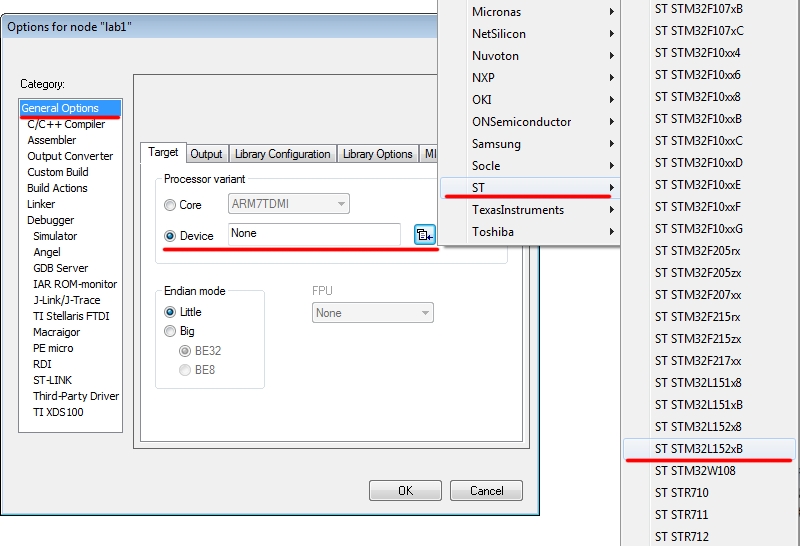 Options for node "lab1"
Category:
General Options
C/C++ Compiler
Assembler
Output Converter
Custom Build
Build Actions
Linker
Debugger
Simulator
Angel
GDB Server
IAR ROM-monitor
J-Link/J-Trace
TI Stellaris FTDI
Macraigor
PE micro
RDI
ST-LINK
Third-Party Driver
TI XDS100
Target
Output
Library Configuration
Library Options
MI
Processor variant
Core
ARM7TDMI
Device
None
Endian mode
Little
Big
BE32
BE8
FPU
None
OK
Cancel
Micronas
NetSilicon
Nuvoton
NXP
OKI
ONSemiconductor
Samsung
Socle
ST
TexasInstruments
Toshiba
ST STM32F107xB
ST STM32F107xC
ST STM32F10xx4
ST STM32F10xx6
ST STM32F10xx8
ST STM32F10xxB
ST STM32F10xxC
ST STM32F10xxD
ST STM32F10xxE
ST STM32F10xxF
ST STM32F10xxG
ST STM32F205rx
ST STM32F205zx
ST STM32F207xx
ST STM32F215rx
ST STM32F215zx
ST STM32F217xx
ST STM32L151x8
ST STM32L151xB
ST STM32L152x8
ST STM32L152xB
ST STM32W108
ST STR710
ST STR711
ST STR712